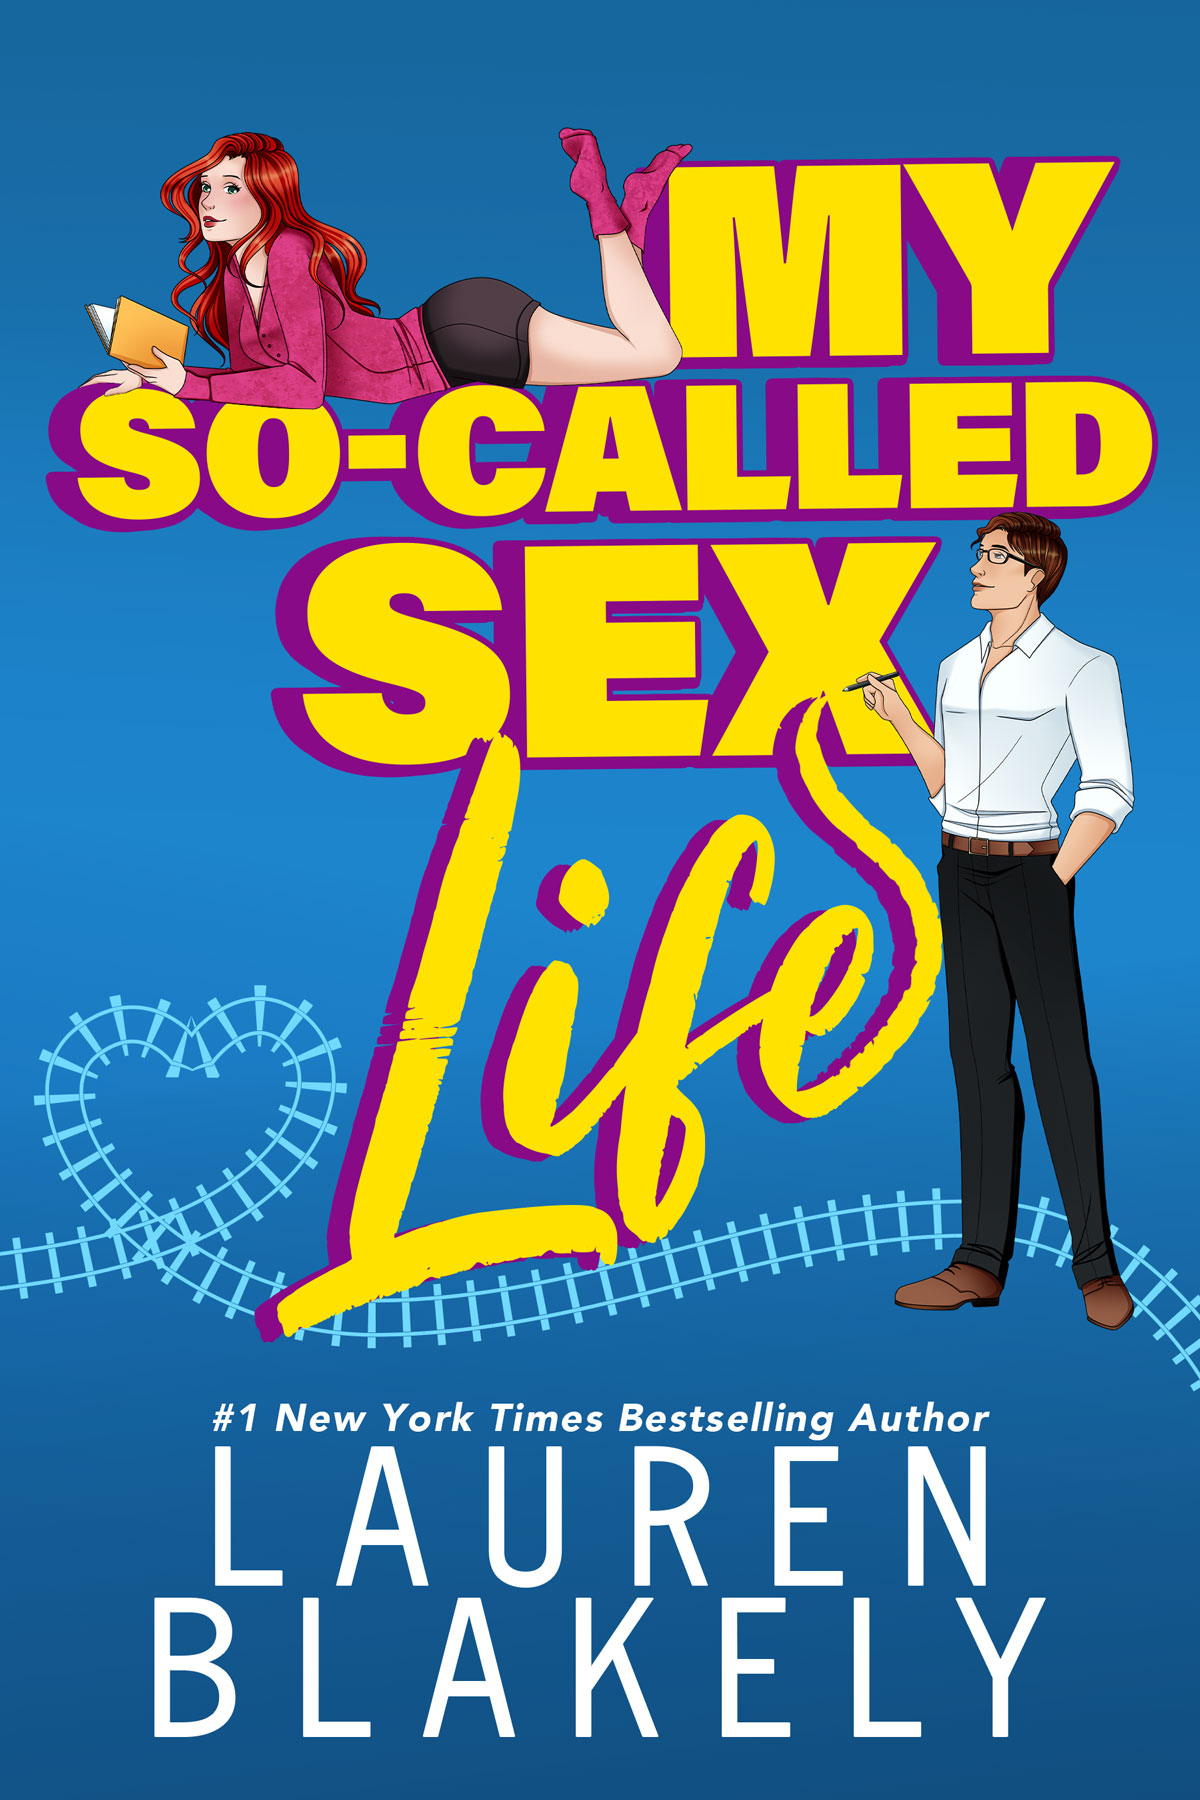 MY
SO-CALLED
SEX
Life
#1 New York Times Bestselling Author
LAUREN
BLAKELY